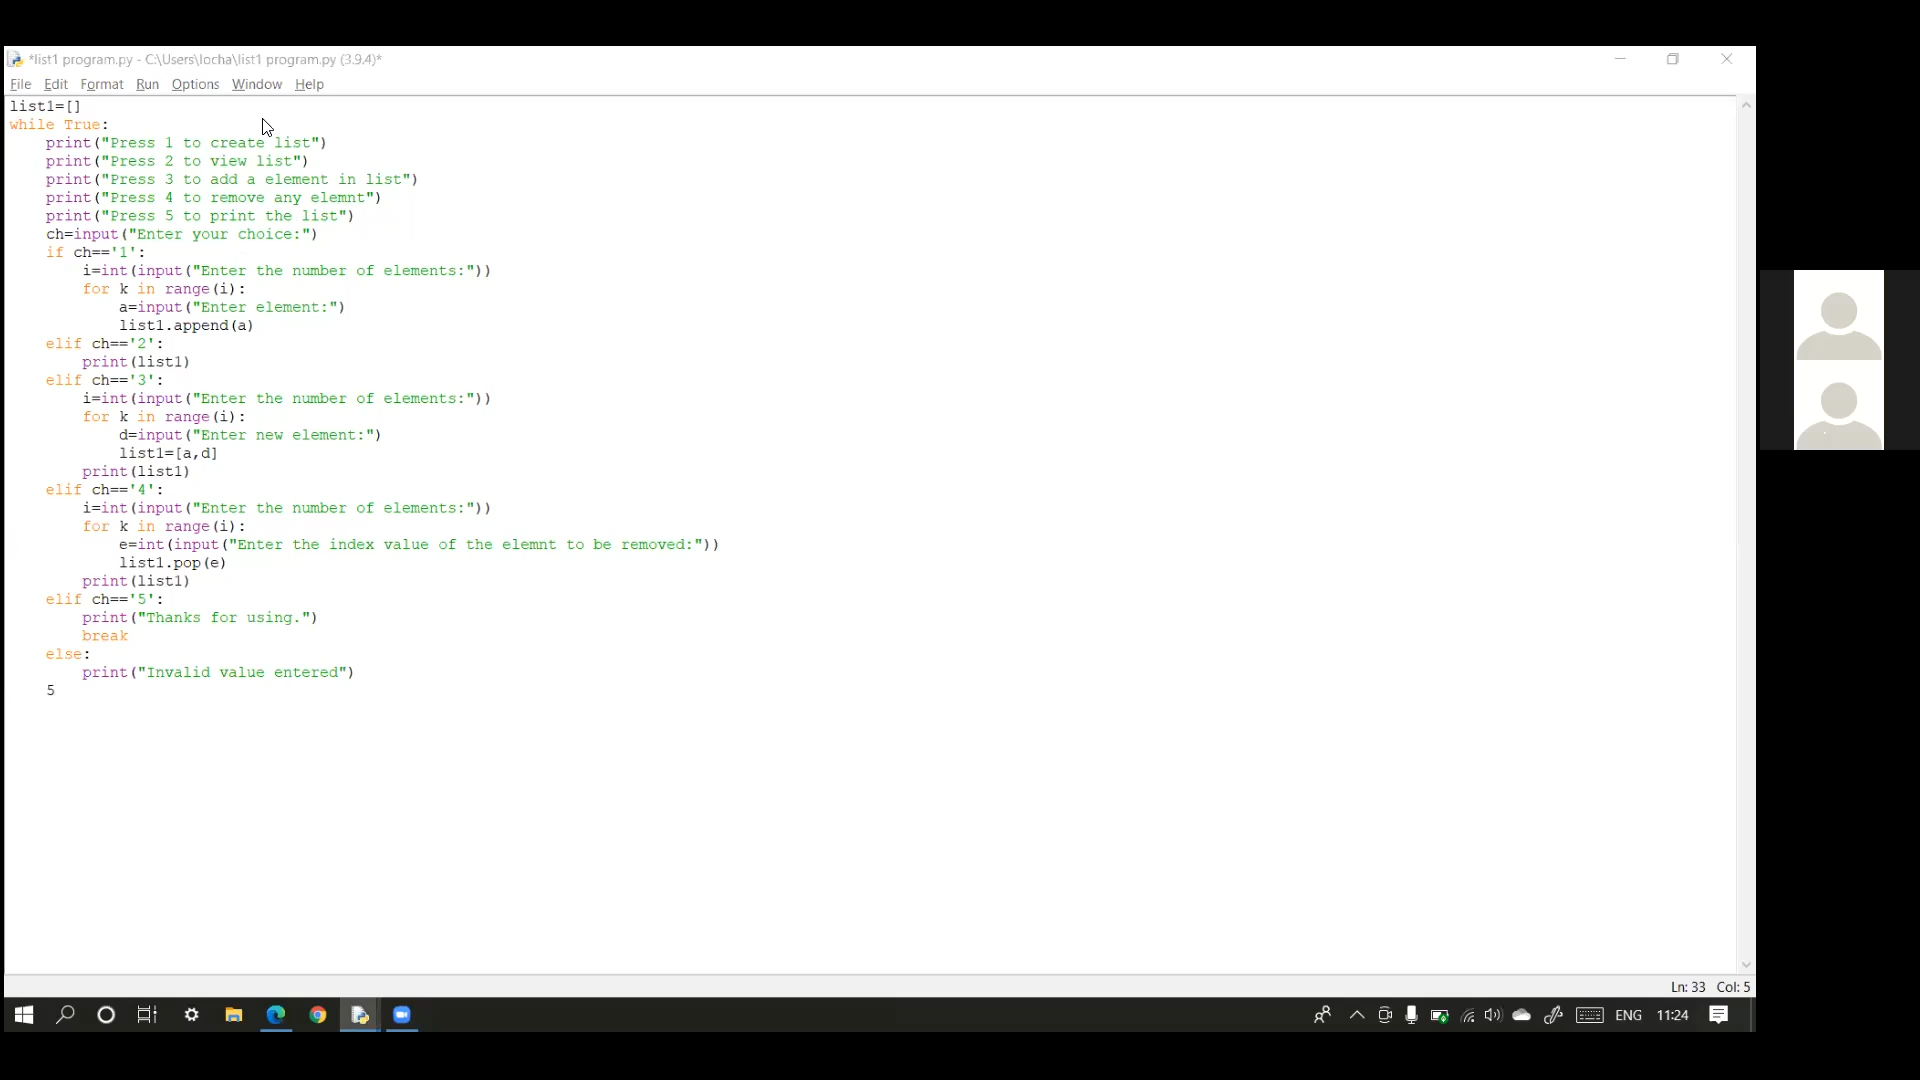 *list1 program.py - C:\Users\locha\list1 program.py (3.9.4)*
File Edit Format Run Options Window Help
list1=[]
while True:
    print("Press 1 to create list")
    print("Press 2 to view list")
    print("Press 3 to add a element in list")
    print("Press 4 to remove any elemnt")
    print("Press 5 to print the list")
    ch=input("Enter your choice:")
    if ch=='1':
        i=int(input("Enter the number of elements:"))
        for k in range(i):
            a=input("Enter element:")
            list1.append(a)
    elif ch=='2':
        print(list1)
    elif ch=='3':
        i=int(input("Enter the number of elements:"))
        for k in range(i):
            d=input("Enter new element:")
            list1=[a,d]
        print(list1)
    elif ch=='4':
        i=int(input("Enter the number of elements:"))
        for k in range(i):
            e=int(input("Enter the index value of the elemnt to be removed:"))
            list1.pop(e)
        print(list1)
    elif ch=='5':
        print("Thanks for using.")
        break
    else:
        print("Invalid value entered")
    5
Ln: 33 Col: 5
ENG 11:24